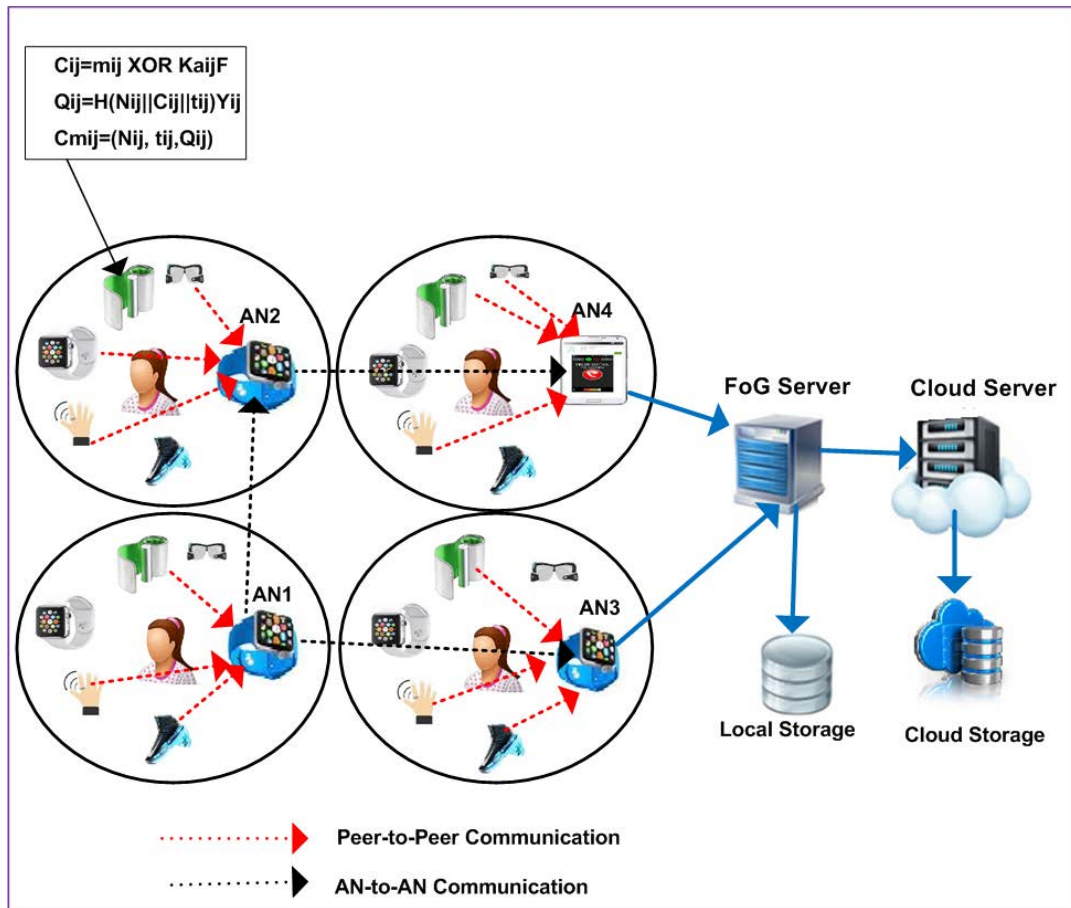 Cij=mij XOR KaijF
Qij=H(Nij||Cij||tij)Yij
Cmij=(Nij, tij,Qij)
AN2
AN4
FoG Server
Cloud Server
AN1
AN3
Local Storage
Cloud Storage
Peer-to-Peer Communication
AN-to-AN Communication